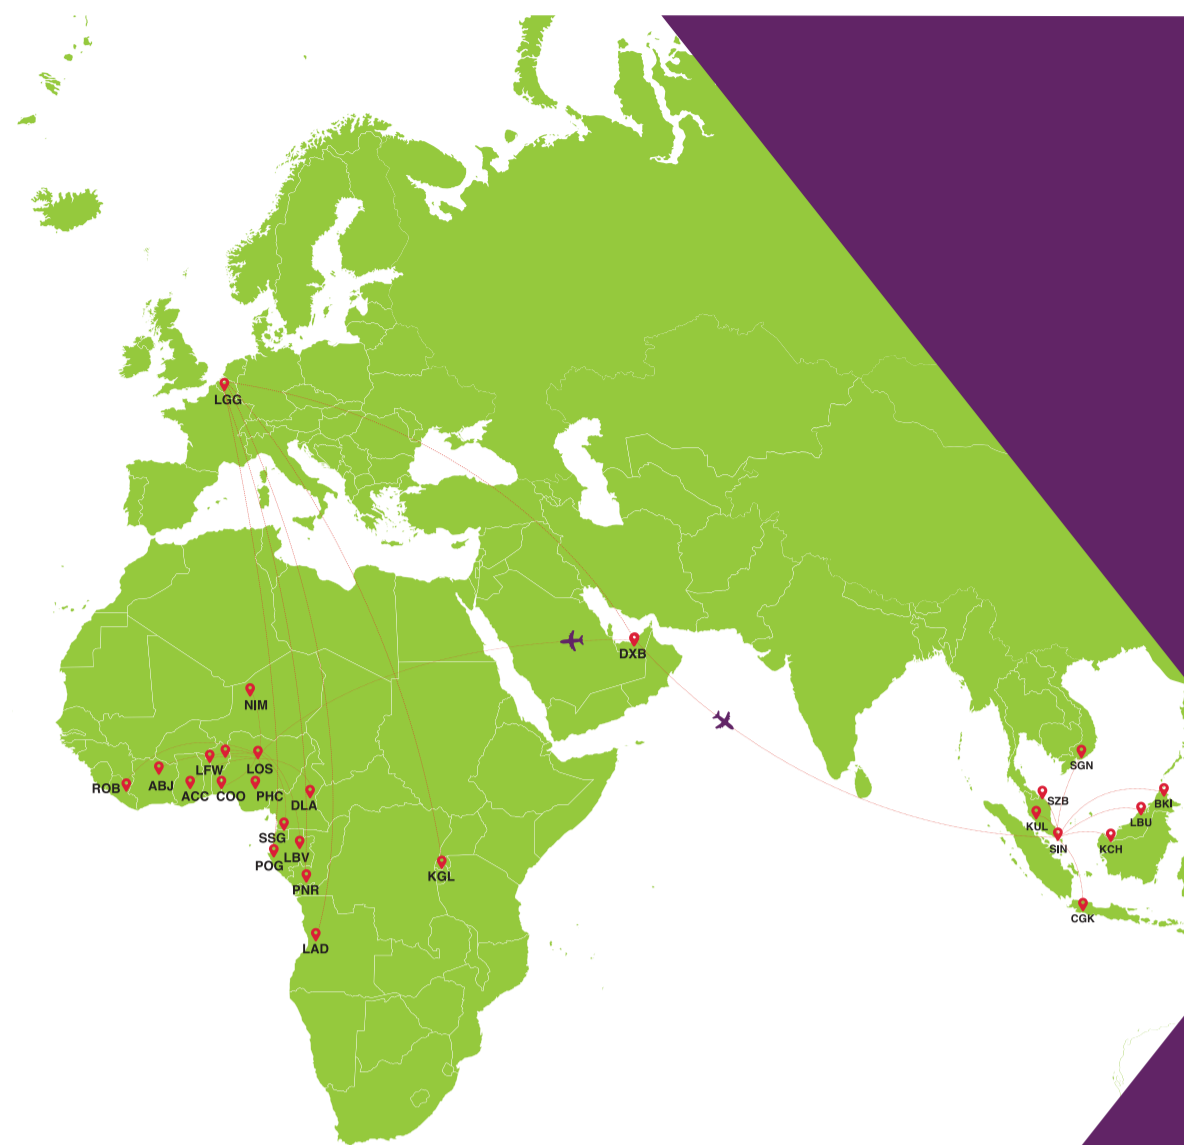 LGG
DXB
NIM
LFW
LOS
ROB
ABJ
ACC
COO
PHC
DLA
SSG
LBV
POG
PNR
KGL
LAD
SGN
SZB
BKI
KUL
LBU
SIN
KCH
CGK